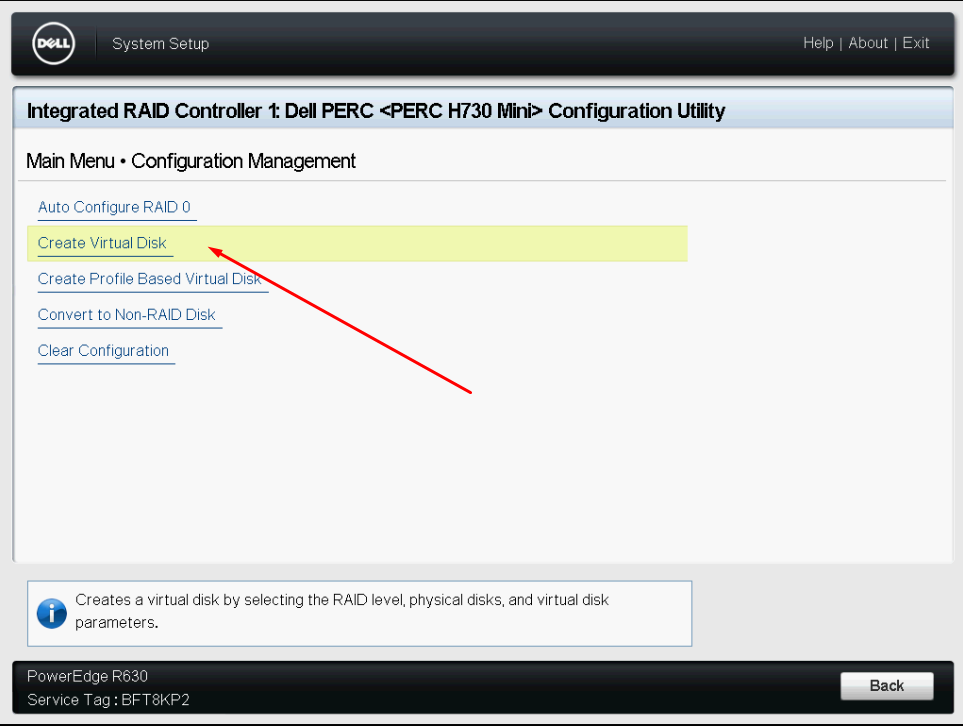 DELL
System Setup
Help | About | Exit
Integrated RAID Controller 1: Dell PERC <PERC H730 Mini> Configuration Utility
Main Menu • Configuration Management
Auto Configure RAID 0
Create Virtual Disk
Create Profile Based Virtual Disk
Convert to Non-RAID Disk
Clear Configuration
Creates a virtual disk by selecting the RAID level, physical disks, and virtual disk
parameters.
PowerEdge R630
Service Tag : BFT8KP2
Back